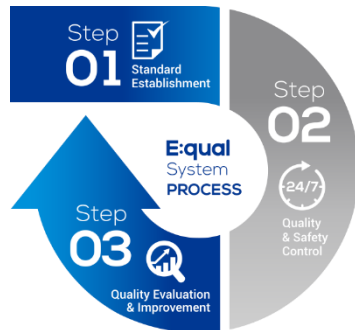 Step
01
Standard
Establishment
Step
02
24/7
Quality
& Safety
Control
E:qual
System
PROCESS
Step
03
Quality Evaluation
& Improvement